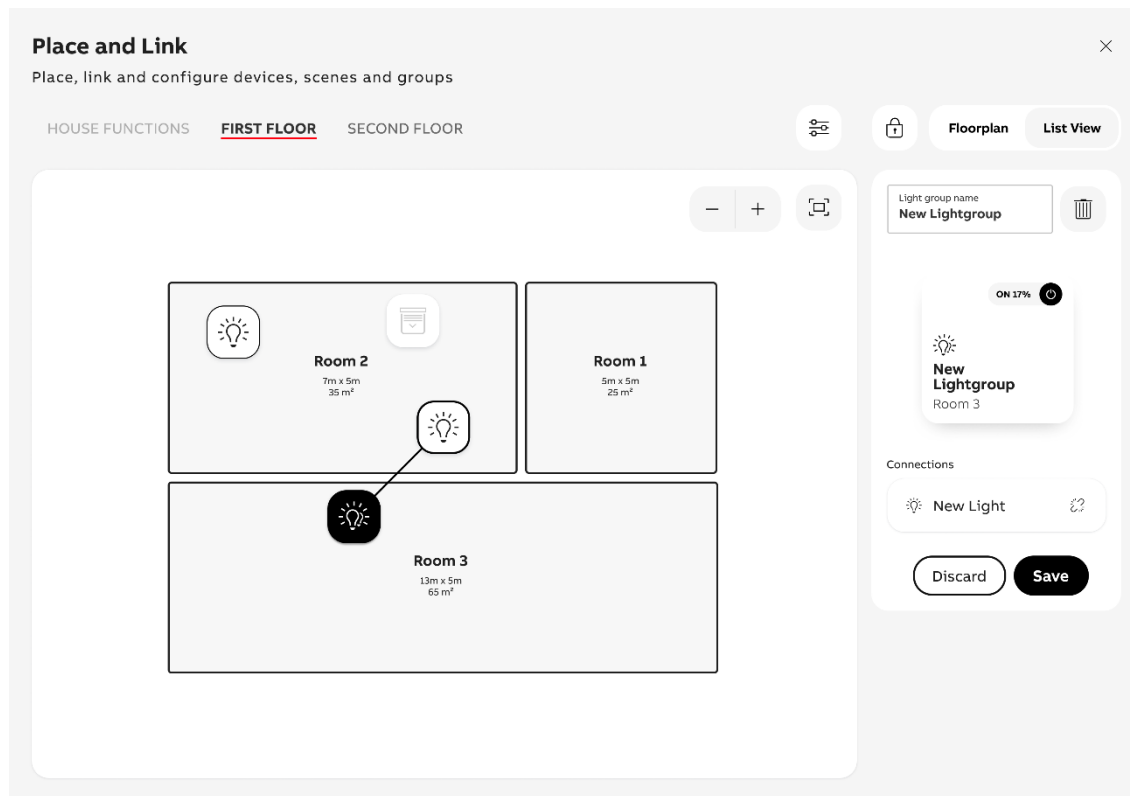 Place and Link
Place, link and configure devices, scenes and groups
HOUSE FUNCTIONS
FIRST FLOOR
SECOND FLOOR
Floorplan
List View
Room 2
7m x 5m
35 m²
Room 1
5m x 5m
25 m²
Room 3
13m x 5m
65 m²
Light group name
New Lightgroup
ON 17%
New
Lightgroup
Room 3
Connections
New Light
Discard
Save